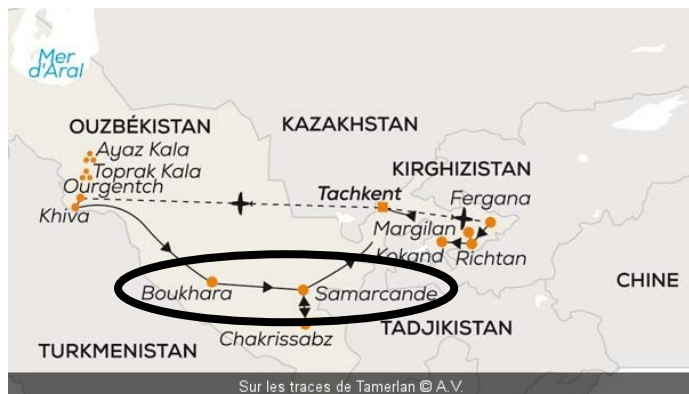 Mer
d'Aral
OUZBÉKISTAN
KAZAKHSTAN
Ayaz Kala
Toprak Kala
Ourgentch
Khiva
KIRGHIZISTAN
Tachkent
Fergana
Margilan
Kokand
Richtan
CHINE
Boukhara
Samarcande
Chakrissabz
TADJIKISTAN
TURKMENISTAN
Sur les traces de Tamerlan © A.V.